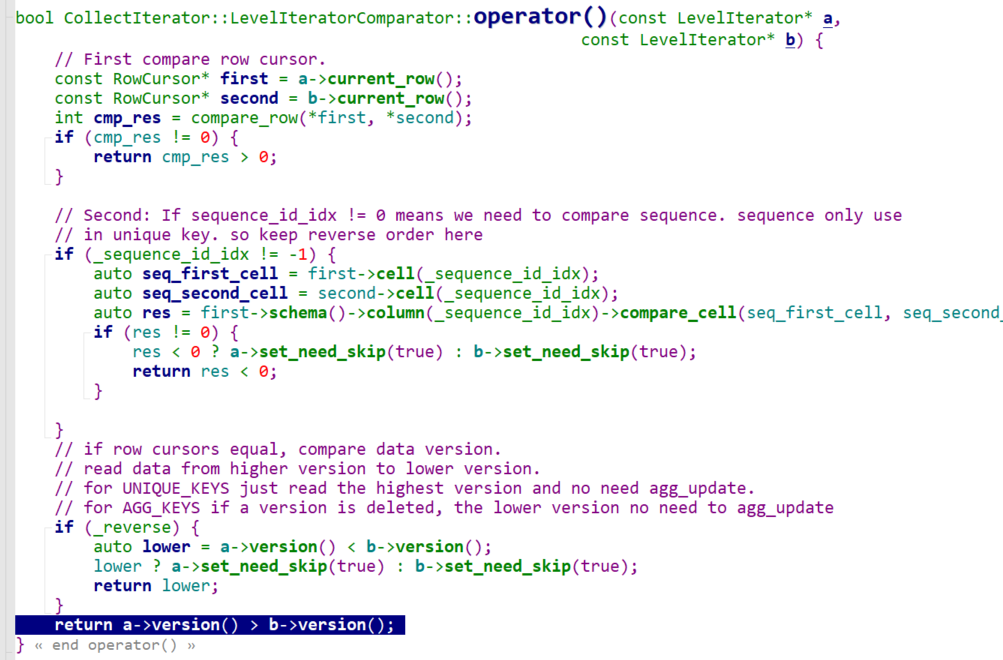 bool CollectIterator::LevelIteratorComparator::operator()(const LevelIterator* a,
const LevelIterator* b) {
// First compare row cursor.
const RowCursor* first = a->current_row();
const RowCursor* second = b->current_row();
int cmp_res = compare_row(*first, *second);
if (cmp_res != 0) {
return cmp_res > 0;
}
// Second: If sequence_id_idx != 0 means we need to compare sequence. sequence only use
// in unique key. so keep reverse order here
if (_sequence_id_idx != -1) {
auto seq_first_cell = first->cell(_sequence_id_idx);
auto seq_second_cell = second->cell(_sequence_id_idx);
auto res = first->schema()->column(_sequence_id_idx)->compare_cell(seq_first_cell, seq_second_
if (res != 0) {
res < 0 ? a->set_need_skip(true) : b->set_need_skip(true);
return res < 0;
}
}
// if row cursors equal, compare data version.
// read data from higher version to lower version.
// for UNIQUE_KEYS just read the highest version and no need agg_update.
// for AGG_KEYS if a version is deleted, the lower version no need to agg_update
if (_reverse) {
auto lower = a->version() < b->version();
lower ? a->set_need_skip(true) : b->set_need_skip(true);
return lower;
}
return a->version() > b->version();
} « end operator() »